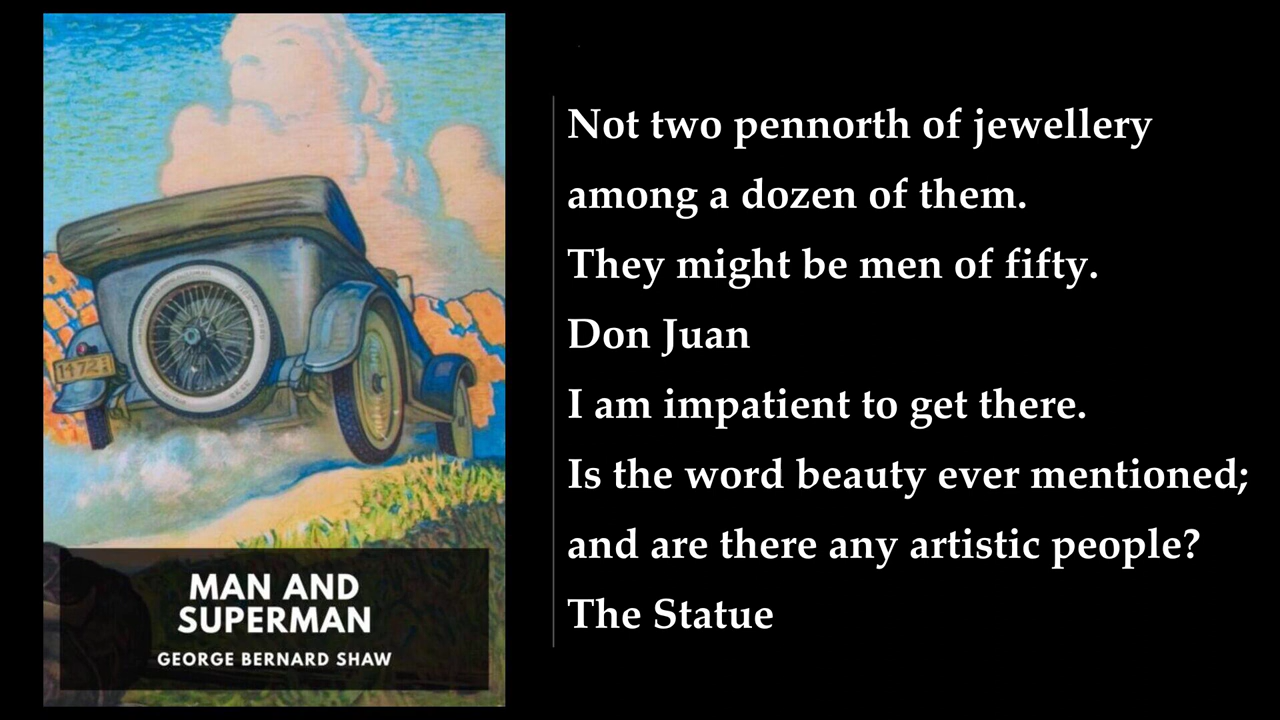 1472
MAN AND
SUPERMAN
GEORGE BERNARD SHAW
Not two pennorth of jewellery
among a dozen of them.
They might be men of fifty.
Don Juan
I am impatient to get there.
Is the word beauty ever mentioned;
and are there any artistic people?
The Statue